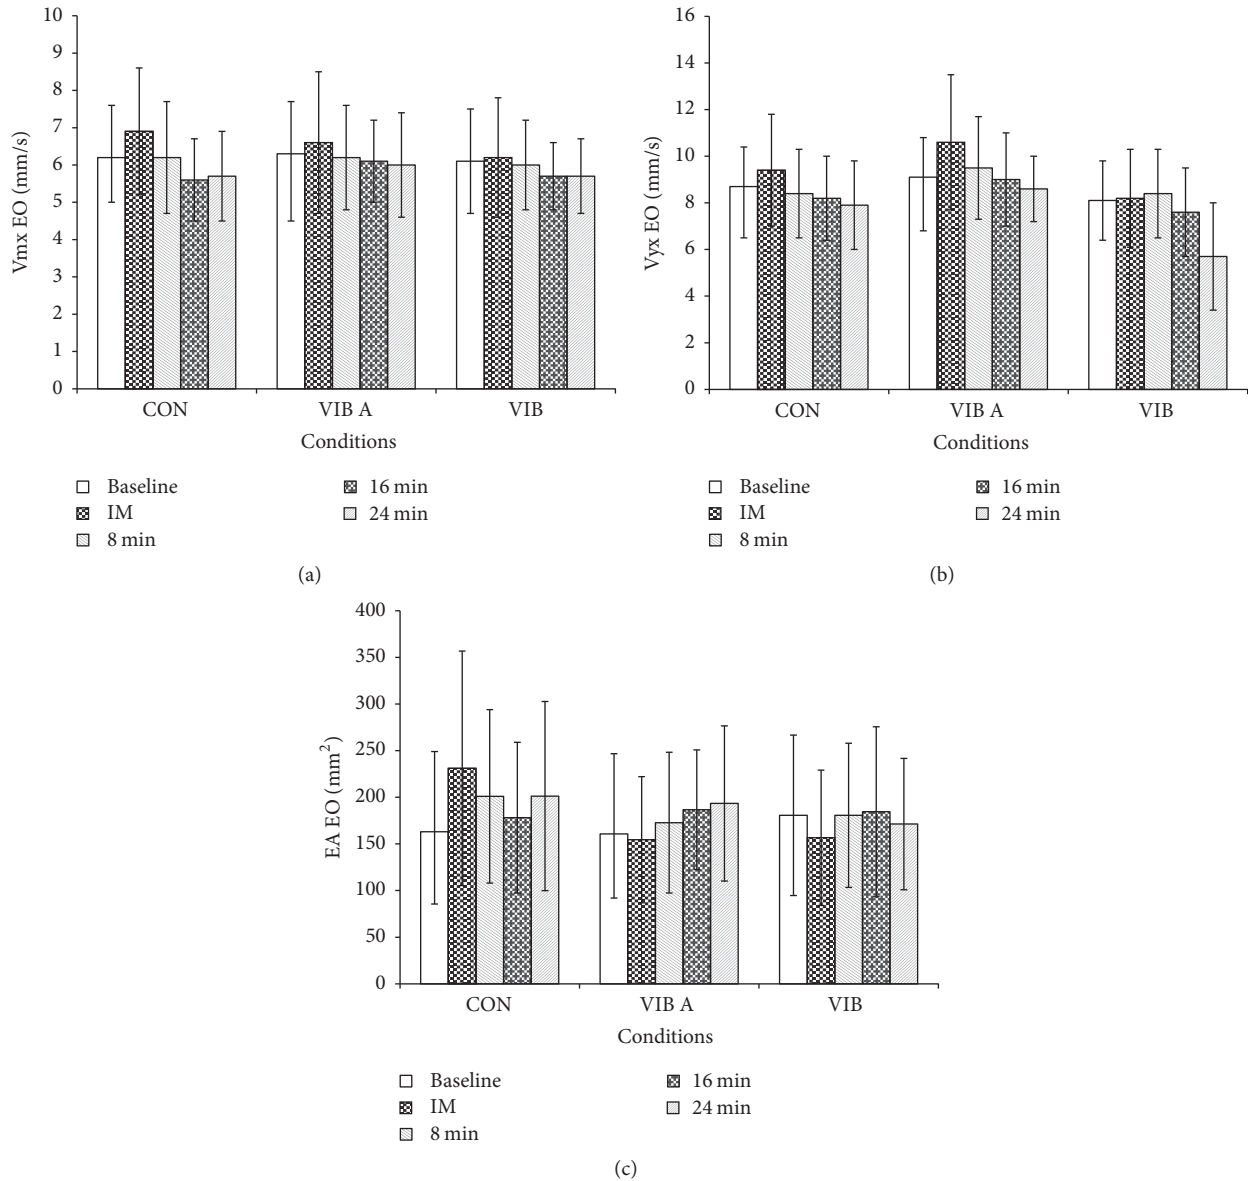 10
9
8
7
6
5
4
3
2
1
0
Vmx EO (mm/s)
CON VIB A VIB
Conditions
Baseline 16 min
IM 24 min
8 min
(a)
16
14
12
10
8
6
4
2
0
Vyx EO (mm/s)
CON VIB A VIB
Conditions
Baseline 16 min
IM 24 min
8 min
(b)
400
350
300
250
200
150
100
50
0
EA EO (mm²)
CON VIB A VIB
Conditions
Baseline 16 min
IM 24 min
8 min
(c)